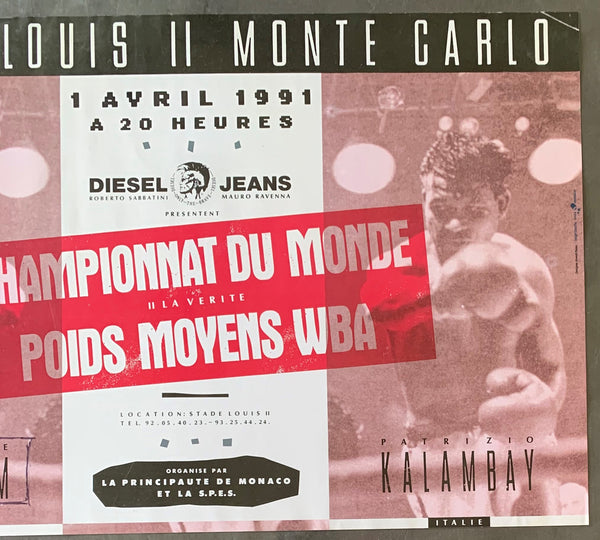 LOUIS II MONTE CARLO
1 AVRIL 1991
A 20 HEURES
DIESEL JEANS
ROBERTO SABBATINI MAURO RAVENNA
PRESENTENT
HAMPIONNAT DU MONDE
II LA VERITE
POIDS MOYENS WBA
LOCATION: STADE LOUIS II
TEL. 92.05.40.23.-93.25.44.24.
ORGANISE PAR
LA PRINCIPAUTE DE MONACO
ET LA S.P.E.S.
E
M
PATRIZIO
KALAMBAY
ITALIE